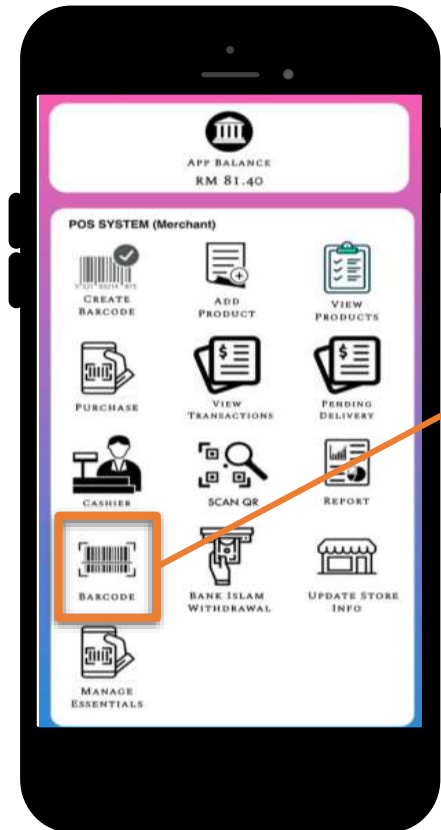 APP BALANCE
RM 81.40
POS SYSTEM (Merchant)
CREATE
BARCODE
ADD
PRODUCT
VIEW
PRODUCTS
PURCHASE
VIEW
TRANSACTIONS
PENDING
DELIVERY
CASHIER
SCAN QR
REPORT
BARCODE
BANK ISLAM
WITHDRAWAL
UPDATE STORE
INFO
MANAGE
ESSENTIALS